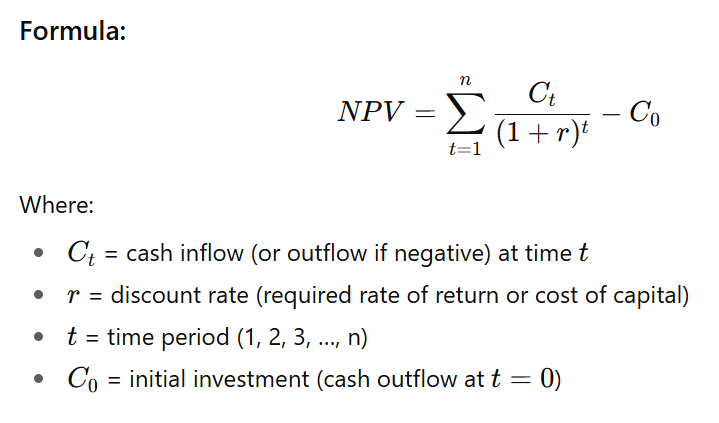 Formula:
NPV = \sum_{t=1}^{n} \frac{C_t}{(1+r)^t} - C_0
Where:
• C_t = cash inflow (or outflow if negative) at time t
• r = discount rate (required rate of return or cost of capital)
• t = time period (1, 2, 3, ..., n)
• C_0 = initial investment (cash outflow at t = 0)